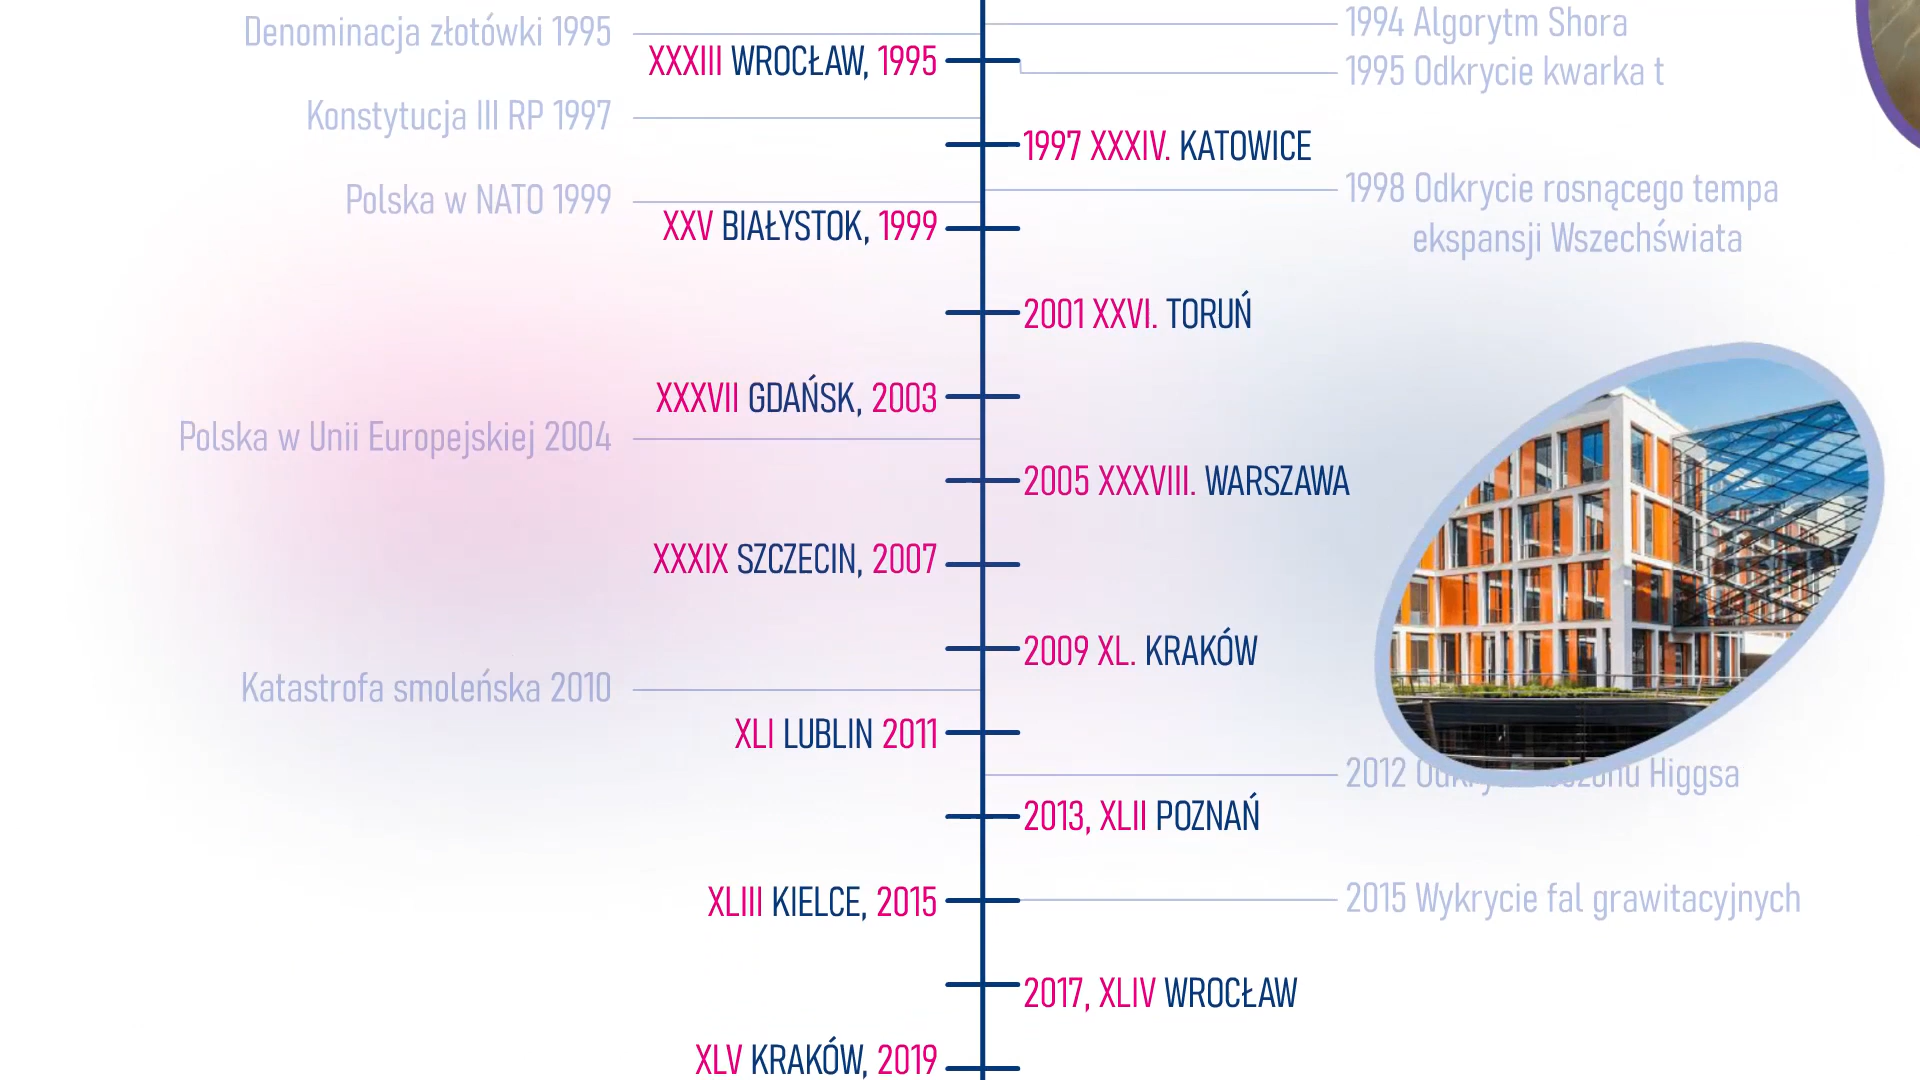 Denominacja złotówki 1995
1994 Algorytm Shora
XXXIII WROCŁAW, 1995
1995 Odkrycie kwarka t
Konstytucja III RP 1997
1997 XXXIV. KATOWICE
Polska w NATO 1999
1998 Odkrycie rosnącego tempa
ekspansji Wszechświata
XXV BIAŁYSTOK, 1999
2001 XXVI. TORUŃ
XXXVII GDAŃSK, 2003
Polska w Unii Europejskiej 2004
2005 XXXVIII. WARSZAWA
XXXIX SZCZECIN, 2007
2009 XL. KRAKÓW
Katastrofa smoleńska 2010
XLI LUBLIN 2011
2012 Higgsa
2013, XLII POZNAŃ
XLIII KIELCE, 2015
2015 Wykrycie fal grawitacyjnych
2017, XLIV WROCŁAW
XLV KRAKÓW, 2019